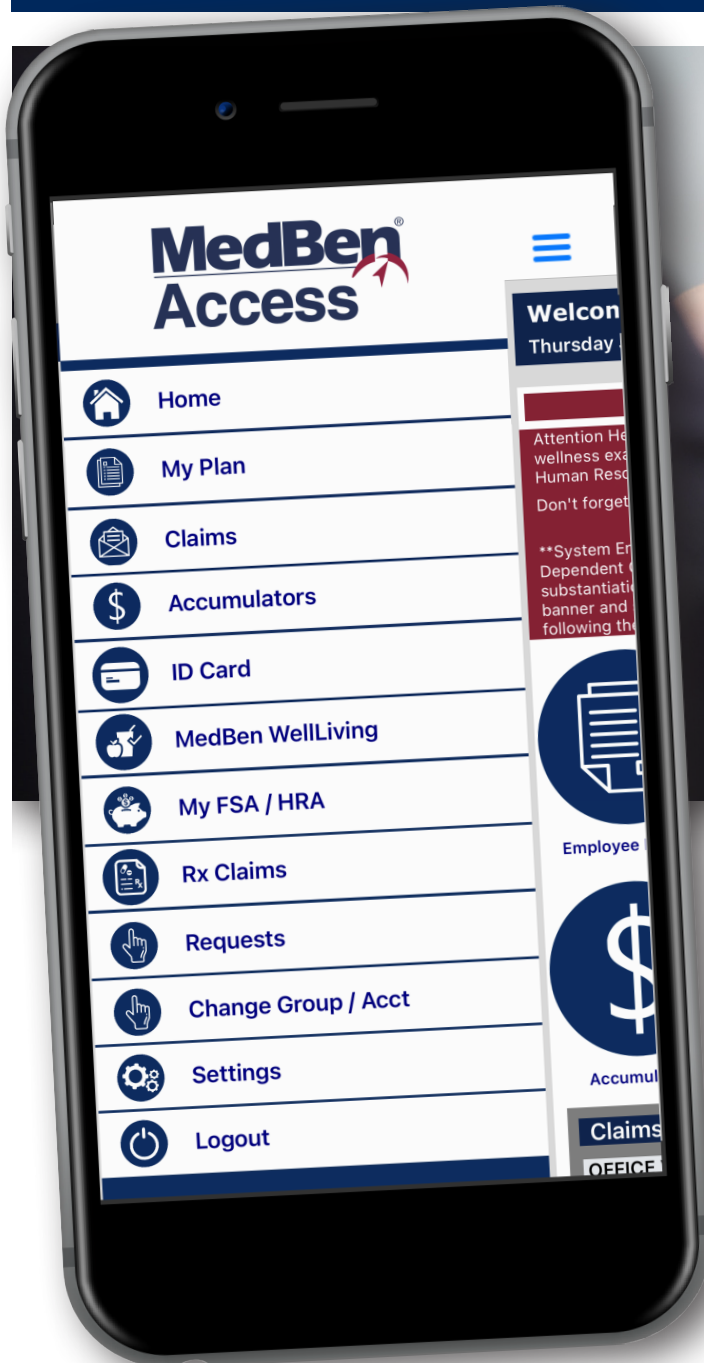 MedBen®
Access
Home
My Plan
Claims
Accumulators
ID Card
MedBen WellLiving
My FSA / HRA
Rx Claims
Requests
Change Group / Acct
Settings
Logout
Welcon
Thursday
Attention He
wellness exa
Human Reso
Don't forget
**System Er
Dependent
substantiati
banner and
following the
Employee
$
Accumul
Claims
OFFICE